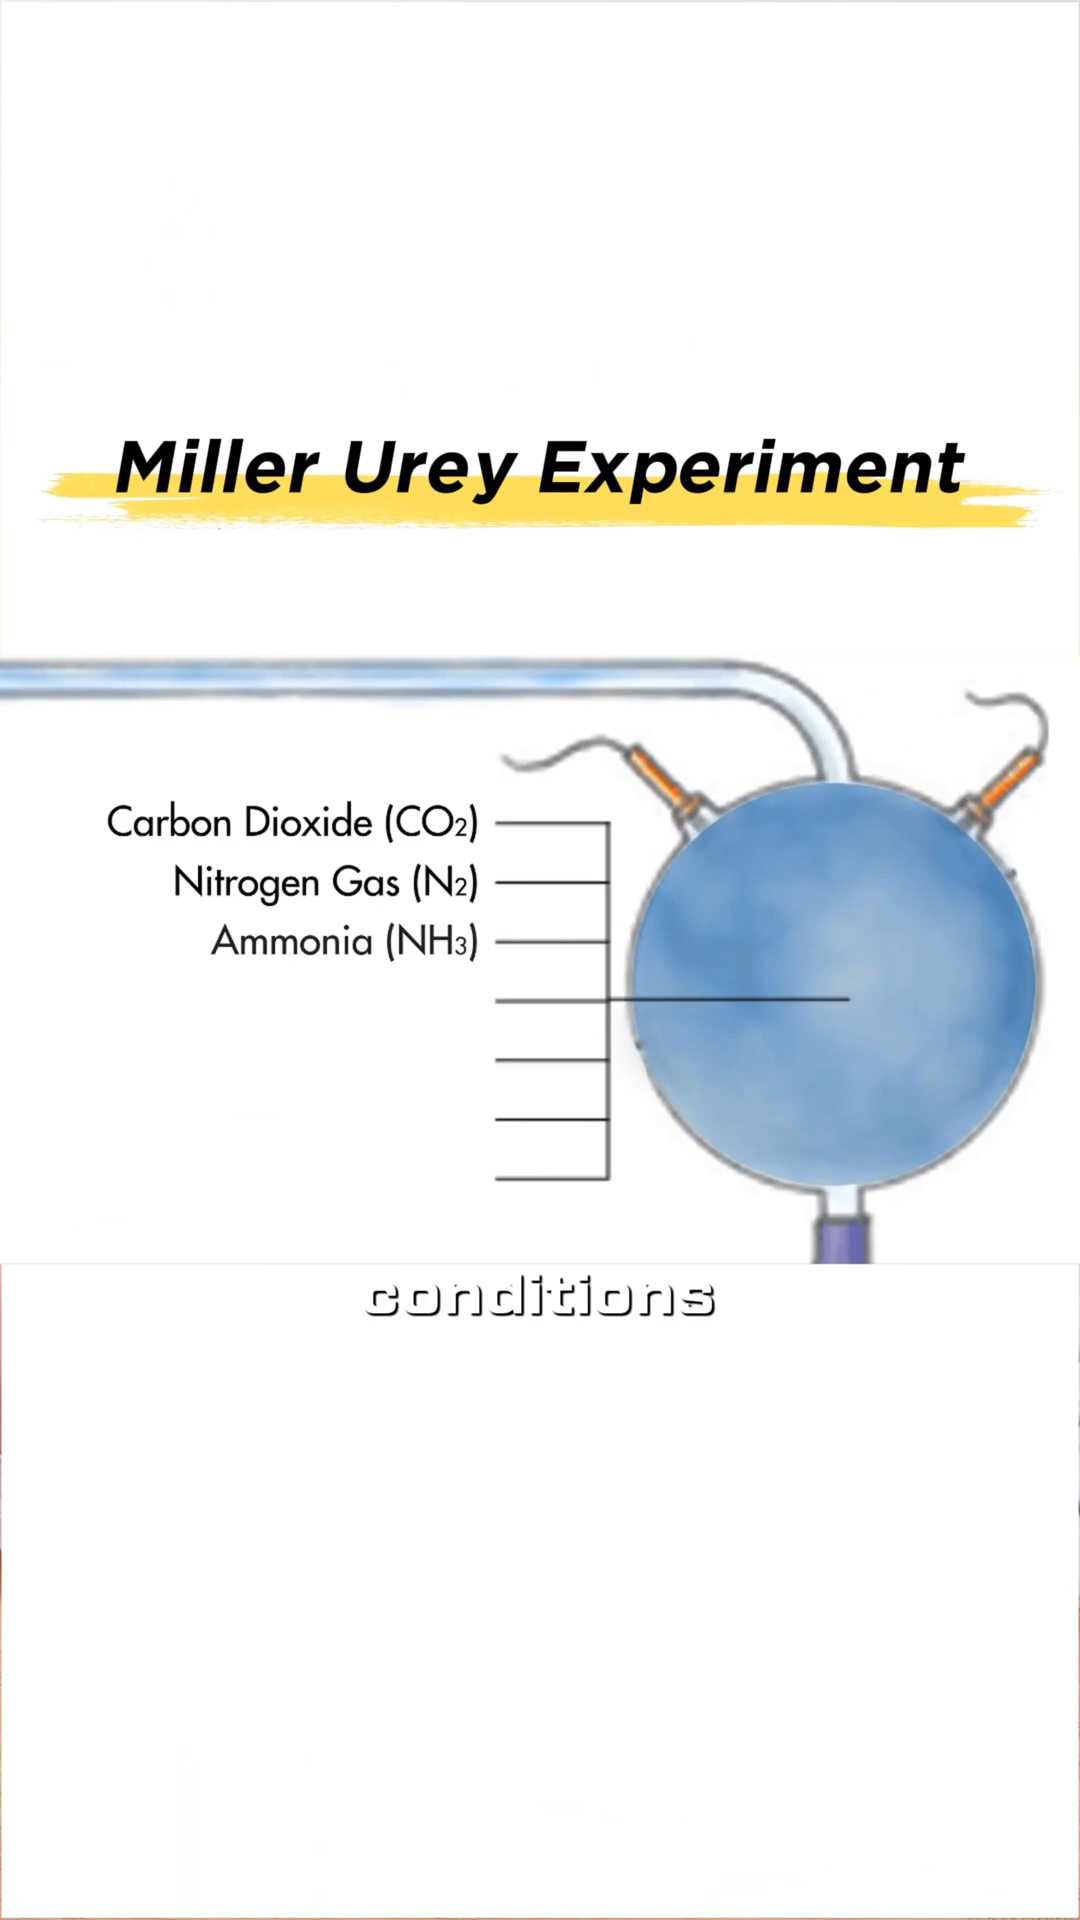 Miller Urey Experiment
Carbon Dioxide (CO₂)
Nitrogen Gas (N₂)
Ammonia (NH₃)
conditions